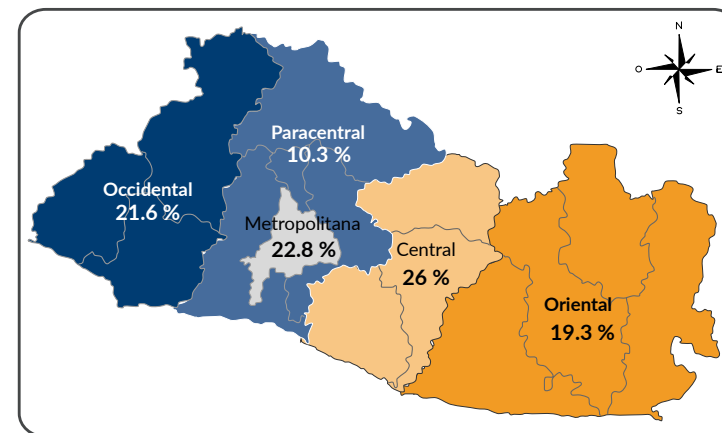 N
O
E
S
Paracentral
10.3 %
Occidental
21.6 %
Metropolitana
22.8 %
Central
26 %
Oriental
19.3 %